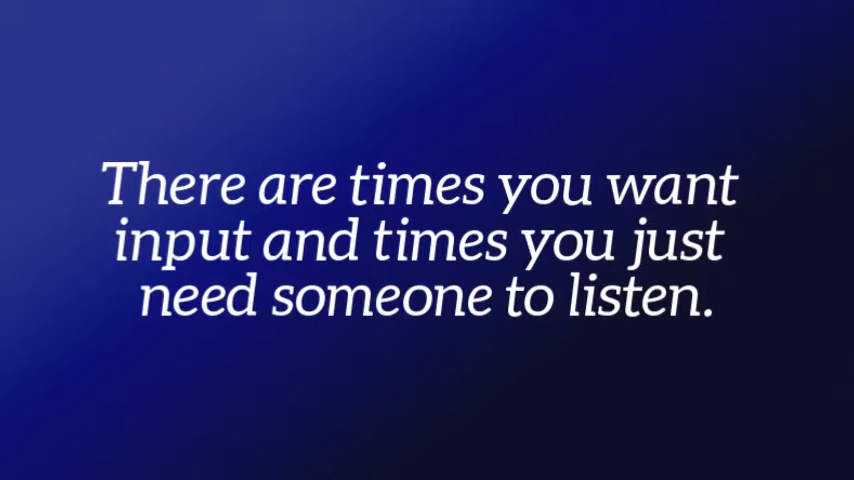 There are times you want
input and times you just
need someone to listen.